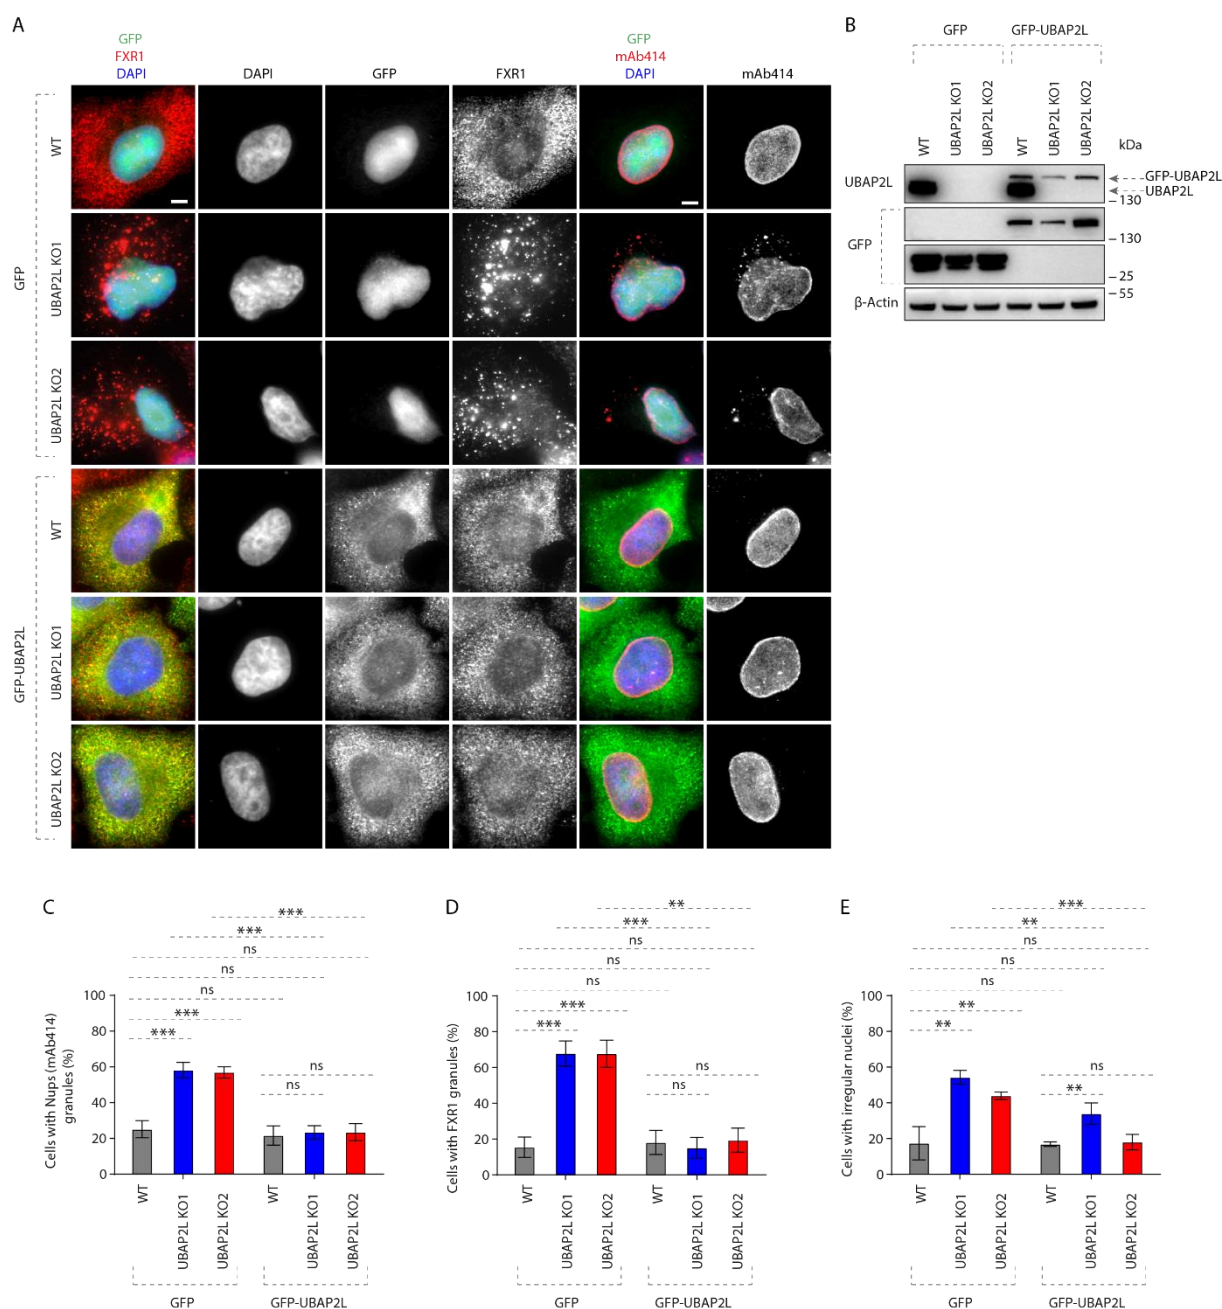 A
GFP
FXR1
DAPI
DAPI
GFP
FXR1
GFP
mAb414
DAPI
mAb414
GFP
WT
UBAP2L KO1
UBAP2L KO2
GFP-UBAP2L
WT
UBAP2L KO1
UBAP2L KO2
B
GFP
GFP-UBAP2L
WT
UBAP2L KO1
UBAP2L KO2
WT
UBAP2L KO1
UBAP2L KO2
kDa
UBAP2L
GFP-UBAP2L
UBAP2L
130
GFP
130
25
55
β-Actin
C
***
***
ns
ns
ns
***
***
ns
ns
Cells with Nups (mAb414)
granules (%)
100
80
60
40
20
0
WT
UBAP2L KO1
UBAP2L KO2
WT
UBAP2L KO1
UBAP2L KO2
GFP
GFP-UBAP2L
D
**
***
ns
ns
ns
***
***
ns
ns
Cells with FXR1 granules (%)
100
80
60
40
20
0
WT
UBAP2L KO1
UBAP2L KO2
WT
UBAP2L KO1
UBAP2L KO2
GFP
GFP-UBAP2L
E
***
**
ns
ns
ns
**
**
ns
**
Cells with irregular nuclei (%)
100
80
60
40
20
0
WT
UBAP2L KO1
UBAP2L KO2
WT
UBAP2L KO1
UBAP2L KO2
GFP
GFP-UBAP2L